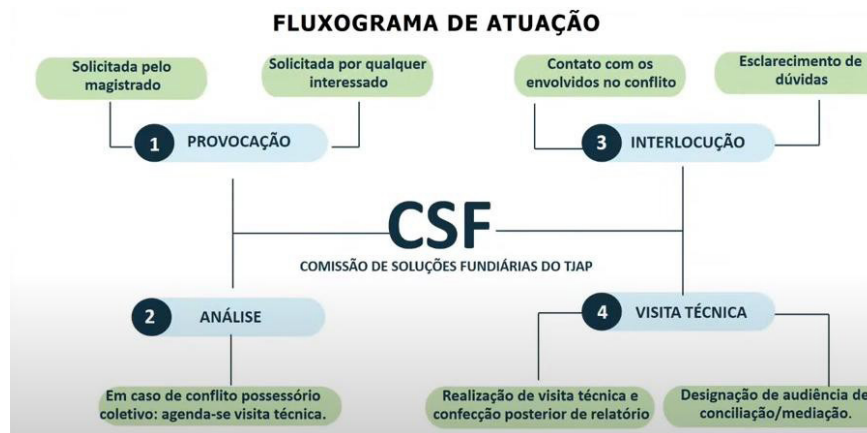 FLUXOGRAMA DE ATUAÇÃO
Solicitada pelo
magistrado
Solicitada por qualquer
interessado
1 PROVOCAÇÃO
Contato com os
envolvidos no conflito
Esclarecimento de
dúvidas
3 INTERLOCUÇÃO
CSF
COMISSÃO DE SOLUÇÕES FUNDIÁRIAS DO TJAP
2 ANÁLISE
Em caso de conflito possessório
coletivo: agenda-se visita técnica.
4 VISITA TÉCNICA
Realização de visita técnica e
confecção posterior de relatório
Designação de audiência de
conciliação/mediação.